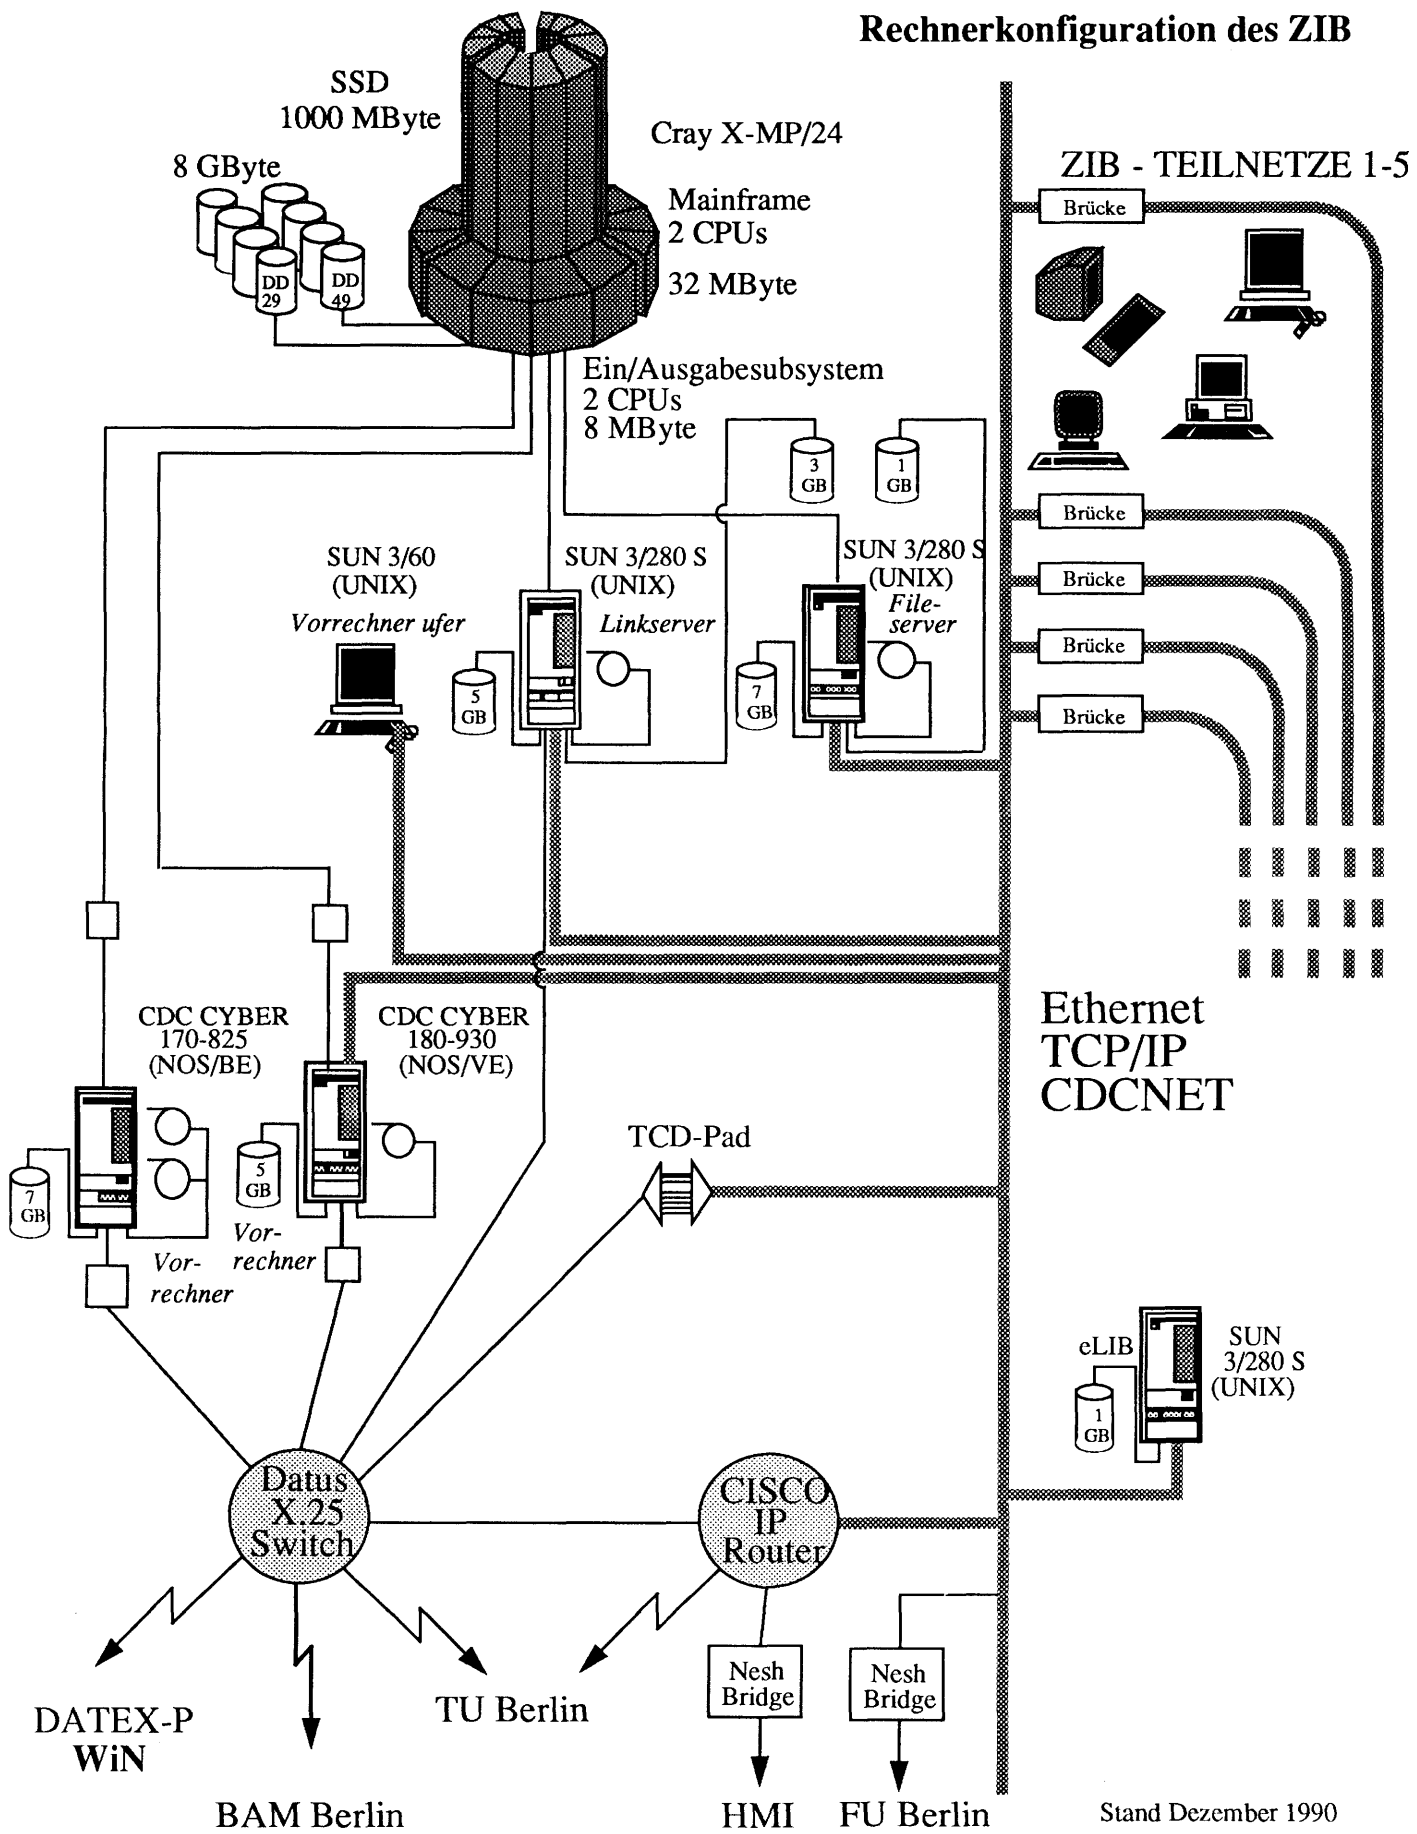 Rechnerkonfiguration des ZIB
SSD
1000 MByte
Cray X-MP/24
8 GByte
Mainframe
2 CPUs
32 MByte
DD
29
DD
49
Ein/Ausgabesubsystem
2 CPUs
8 MByte
ZIB - TEILNETZE 1-5
Brücke
Brücke
Brücke
Brücke
Brücke
3
GB
1
GB
SUN 3/60
(UNIX)
Vorrechner ufer
SUN 3/280 S
(UNIX)
Linkserver
5
GB
SUN 3/280 S
(UNIX)
File-
server
7
GB
Ethernet
TCP/IP
CDCNET
CDC CYBER
170-825
(NOS/BE)
7
GB
Vor-
rechner
CDC CYBER
180-930
(NOS/VE)
5
GB
Vor-
rechner
TCD-Pad
eLIB
1
GB
SUN
3/280 S
(UNIX)
Datus
X.25
Switch
CISCO
IP
Router
Nesh
Bridge
Nesh
Bridge
DATEX-P
WiN
BAM Berlin
TU Berlin
HMI
FU Berlin
Stand Dezember 1990